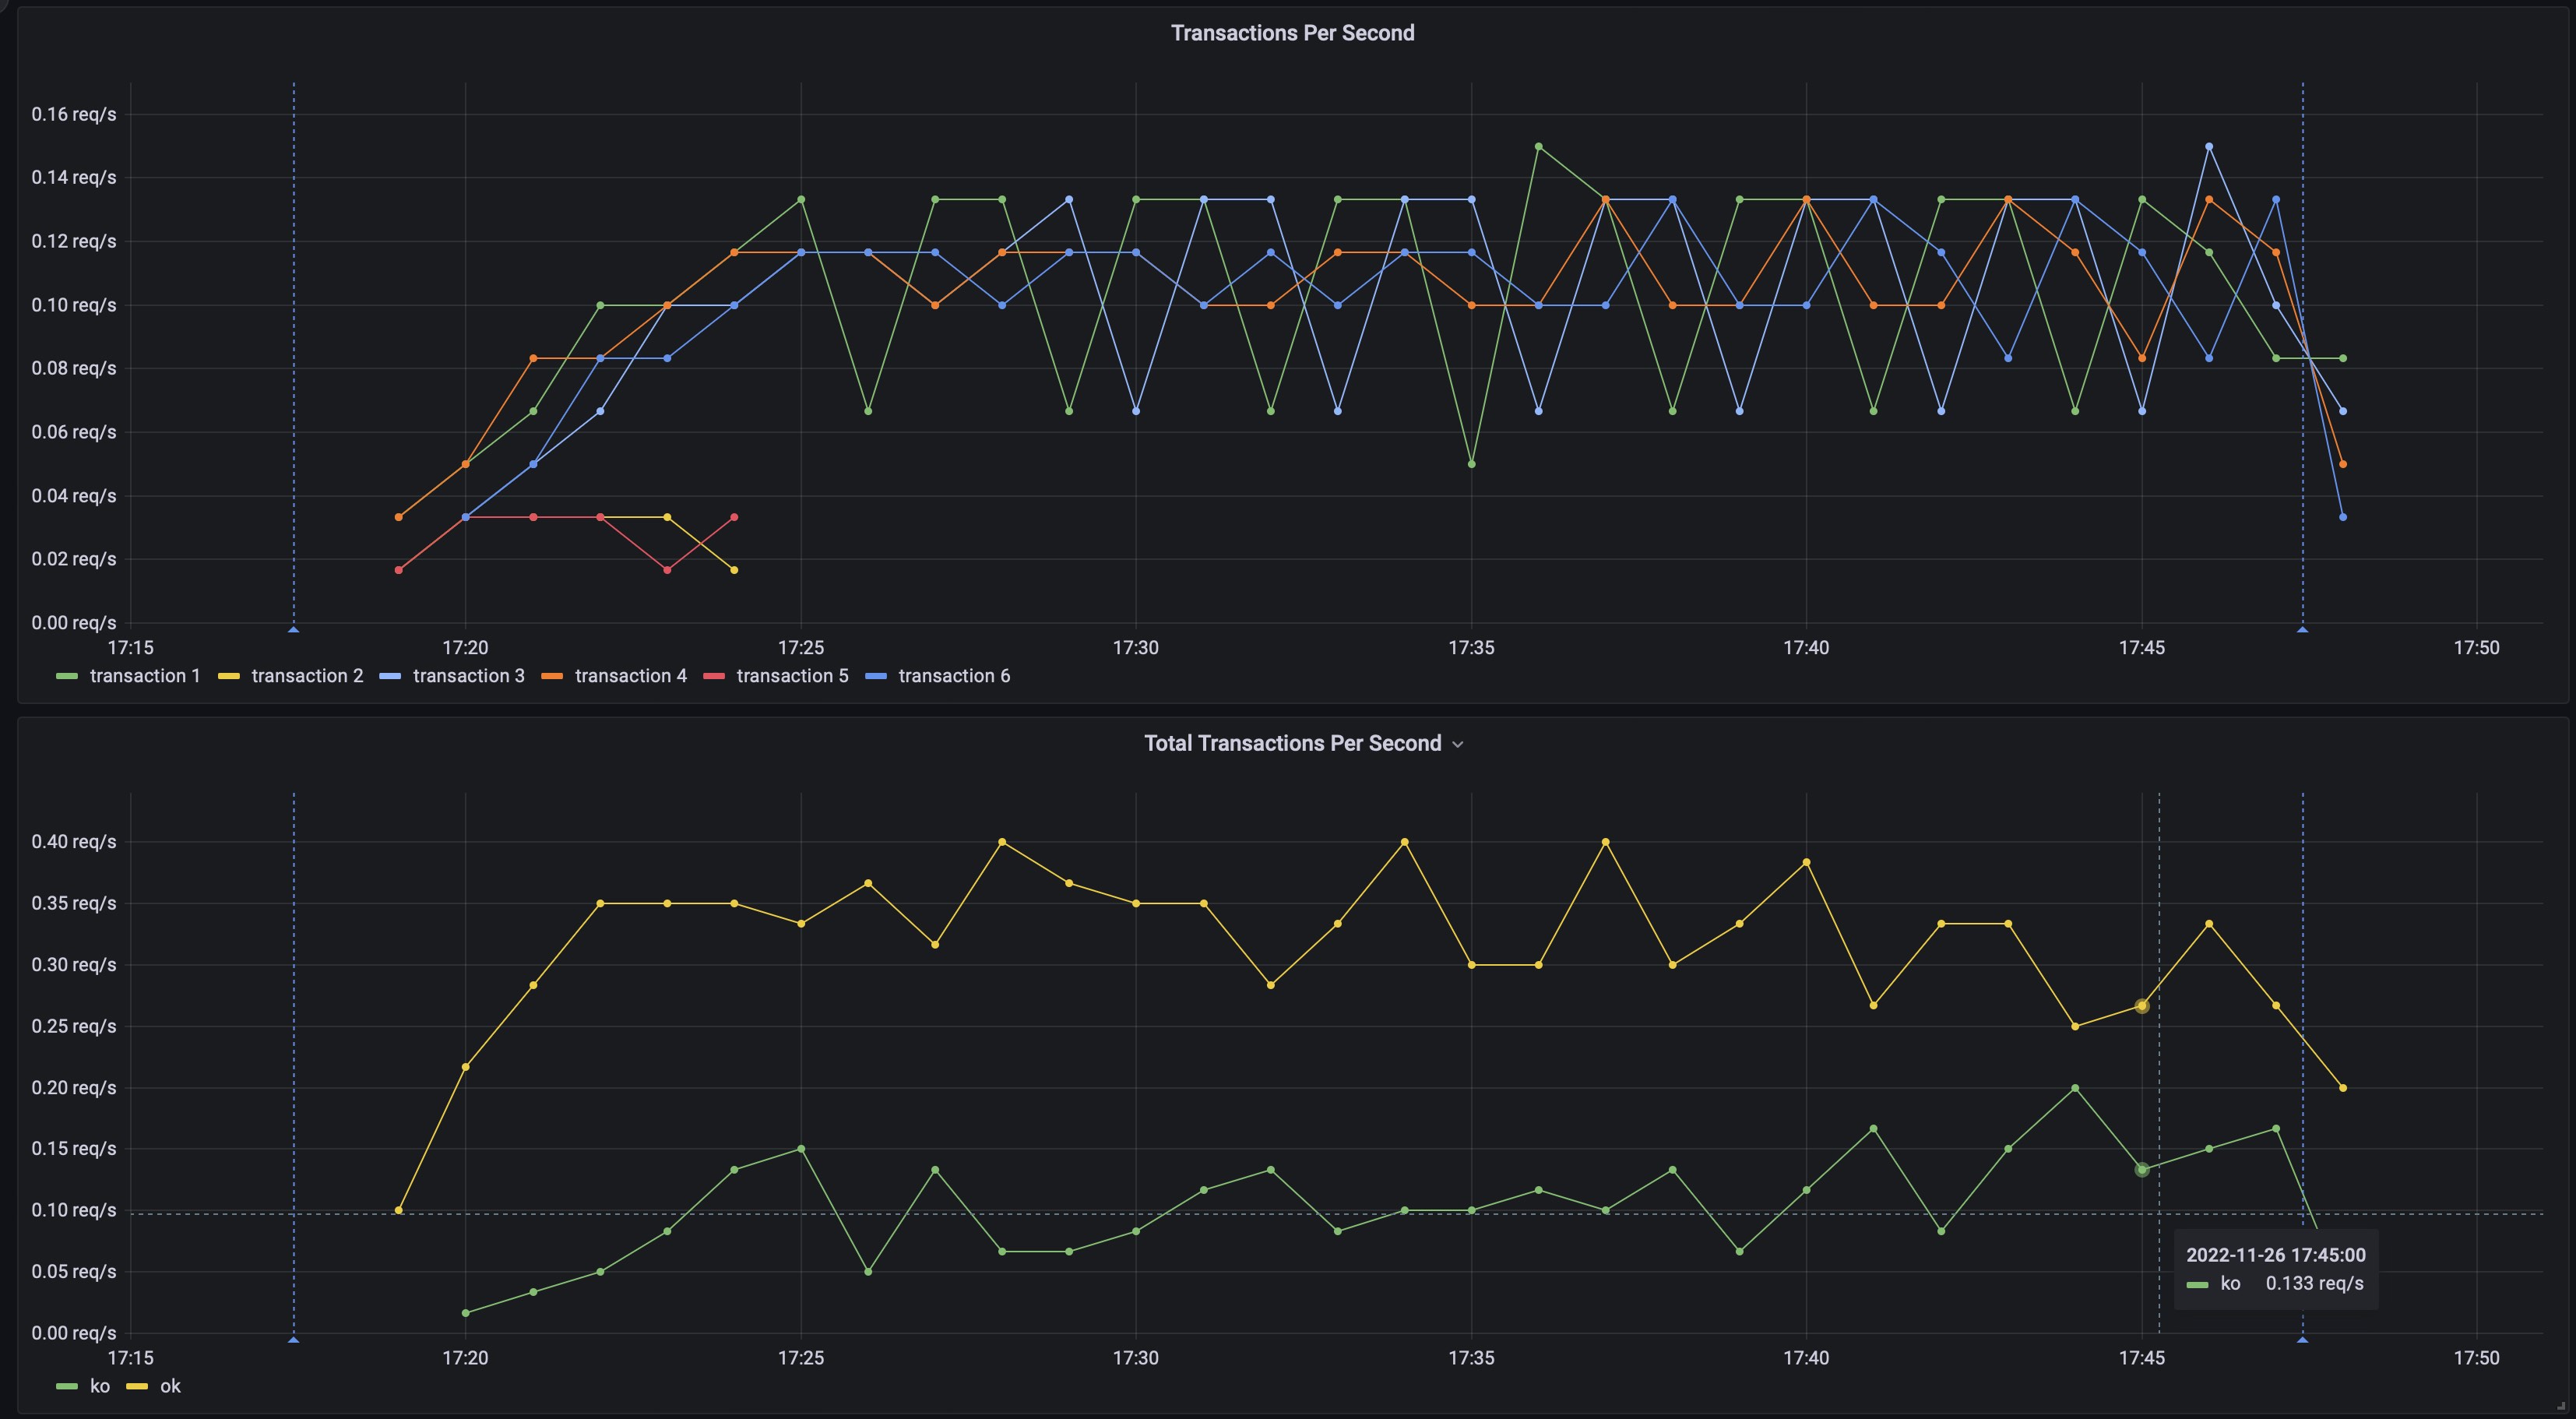 Transactions Per Second
0.16 req/s
0.14 req/s
0.12 req/s
0.10 req/s
0.08 req/s
0.06 req/s
0.04 req/s
0.02 req/s
0.00 req/s
17:15 17:20 17:25 17:30 17:35 17:40 17:45 17:50
transaction 1 transaction 2 transaction 3 transaction 4 transaction 5 transaction 6
Total Transactions Per Second
0.40 req/s
0.35 req/s
0.30 req/s
0.25 req/s
0.20 req/s
0.15 req/s
0.10 req/s
0.05 req/s
0.00 req/s
2022-11-26 17:45:00
ko 0.133 req/s
17:15 17:20 17:25 17:30 17:35 17:40 17:45 17:50
ko ok